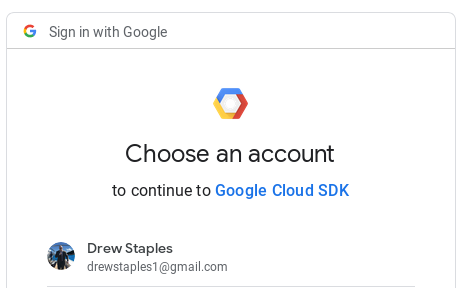 Sign in with Google
Choose an account
to continue to Google Cloud SDK
Drew Staples
drewstaples1@gmail.com